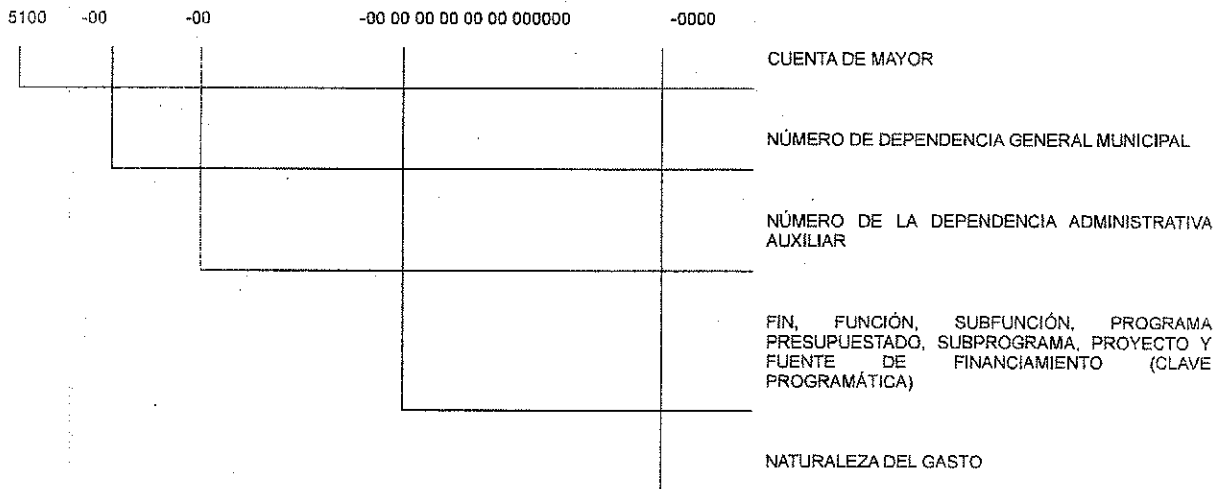 5100 -00 -00 -00 00 00 00 00 00 000000 -0000
CUENTA DE MAYOR
NÚMERO DE DEPENDENCIA GENERAL MUNICIPAL
NÚMERO DE LA DEPENDENCIA ADMINISTRATIVA
AUXILIAR
FIN, FUNCIÓN, SUBFUNCIÓN, PROGRAMA
PRESUPUESTADO, SUBPROGRAMA, PROYECTO Y
FUENTE DE FINANCIAMIENTO (CLAVE
PROGRAMÁTICA)
NATURALEZA DEL GASTO